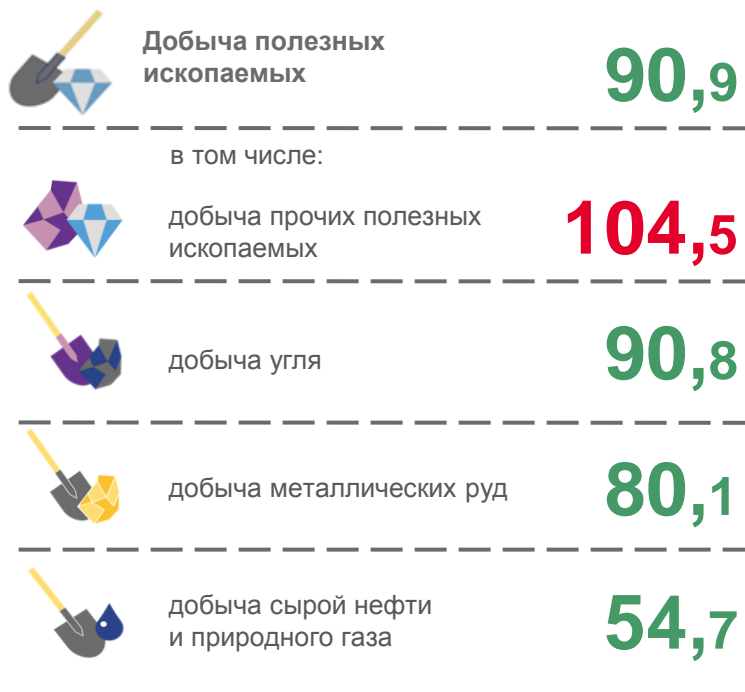 Добыча полезных
ископаемых
90,9
в том числе:
добыча прочих полезных
ископаемых
104,5
добыча угля
90,8
добыча металлических руд
80,1
добыча сырой нефти
и природного газа
54,7